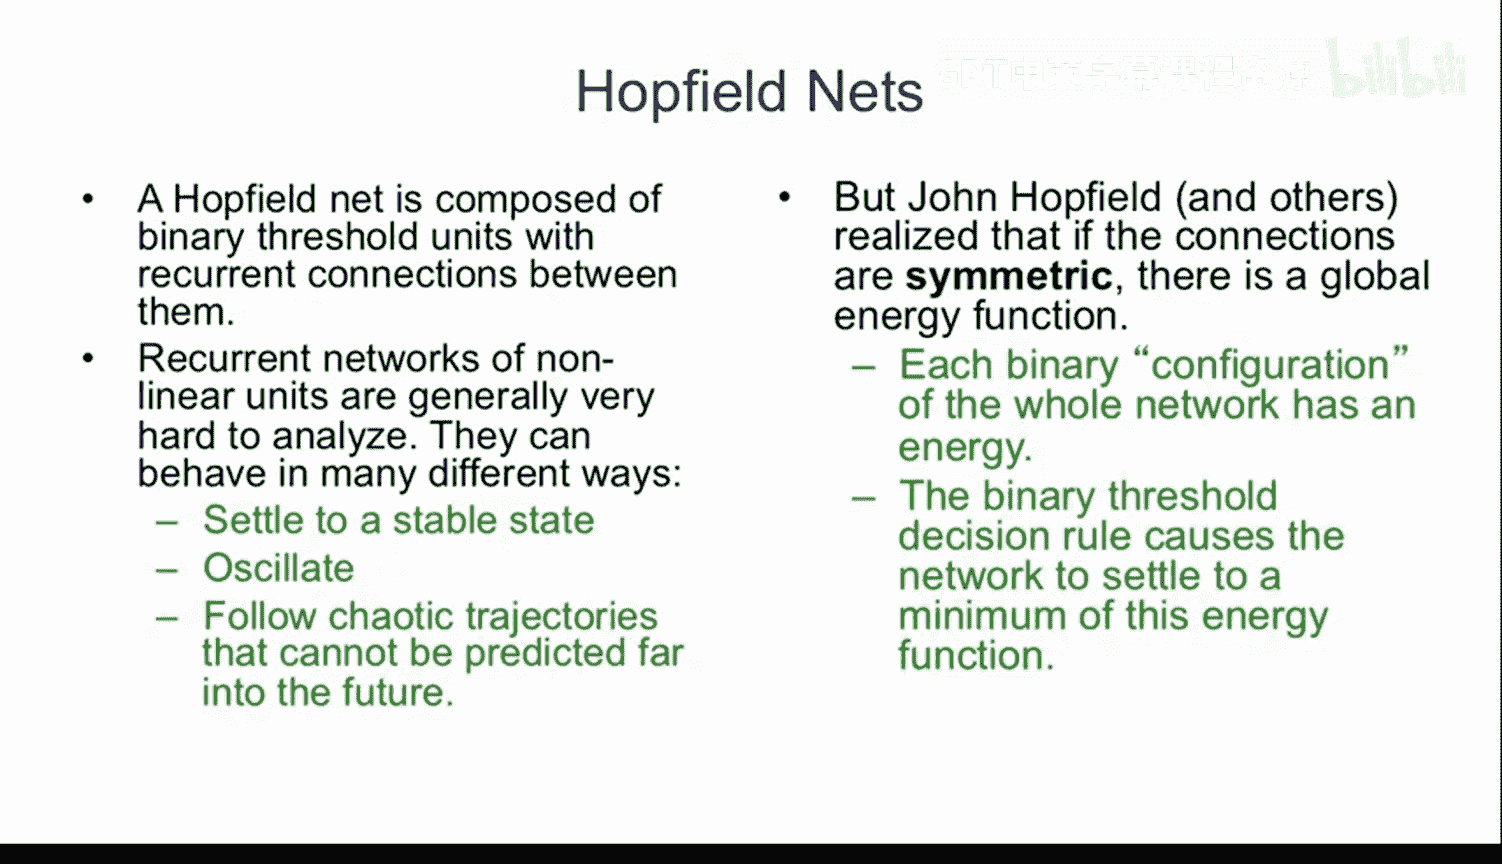 Hopfield Nets
bilibili
• A Hopfield net is composed of
binary threshold units with
recurrent connections between
them.
• Recurrent networks of non-
linear units are generally very
hard to analyze. They can
behave in many different ways:
– Settle to a stable state
– Oscillate
– Follow chaotic trajectories
that cannot be predicted far
into the future.
• But John Hopfield (and others)
realized that if the connections
are symmetric, there is a global
energy function.
– Each binary “configuration”
of the whole network has an
energy.
– The binary threshold
decision rule causes the
network to settle to a
minimum of this energy
function.